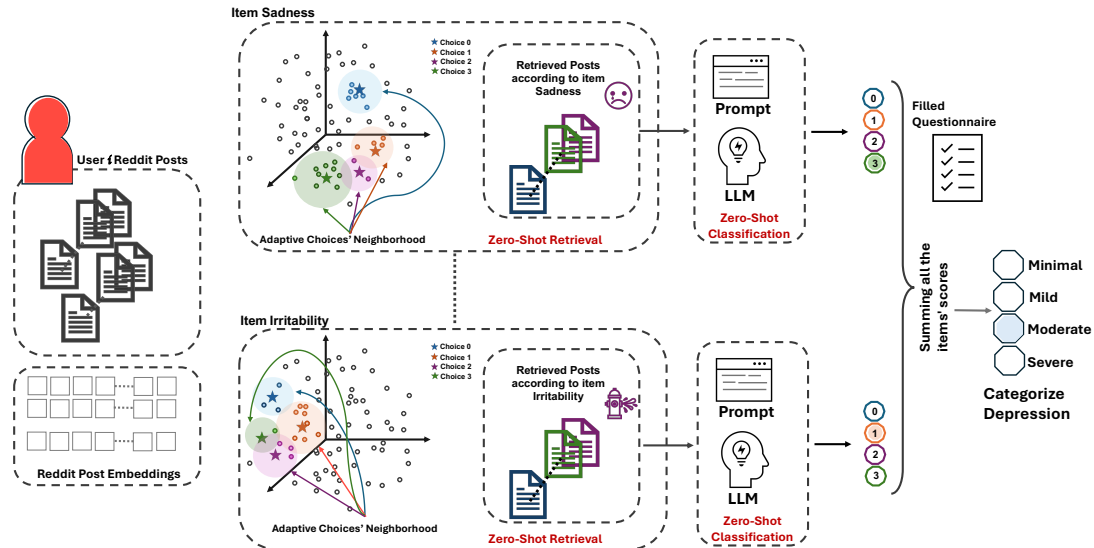 Item Sadness
Choice 0
Choice 1
Choice 2
Choice 3
Adaptive Choices' Neighborhood
Retrieved Posts
according to item
Sadness
Zero-Shot Retrieval
Prompt
LLM
Zero-Shot
Classification
0
1
2
3
Filled
Questionnaire
User Reddit Posts
Reddit Post Embeddings
Item Irritability
Choice 0
Choice 1
Choice 2
Choice 3
Adaptive Choices' Neighborhood
Retrieved Posts
according to item
Irritability
Zero-Shot Retrieval
Prompt
LLM
Zero-Shot
Classification
0
1
2
3
Summing all the
items' scores
Minimal
Mild
Moderate
Severe
Categorize
Depression